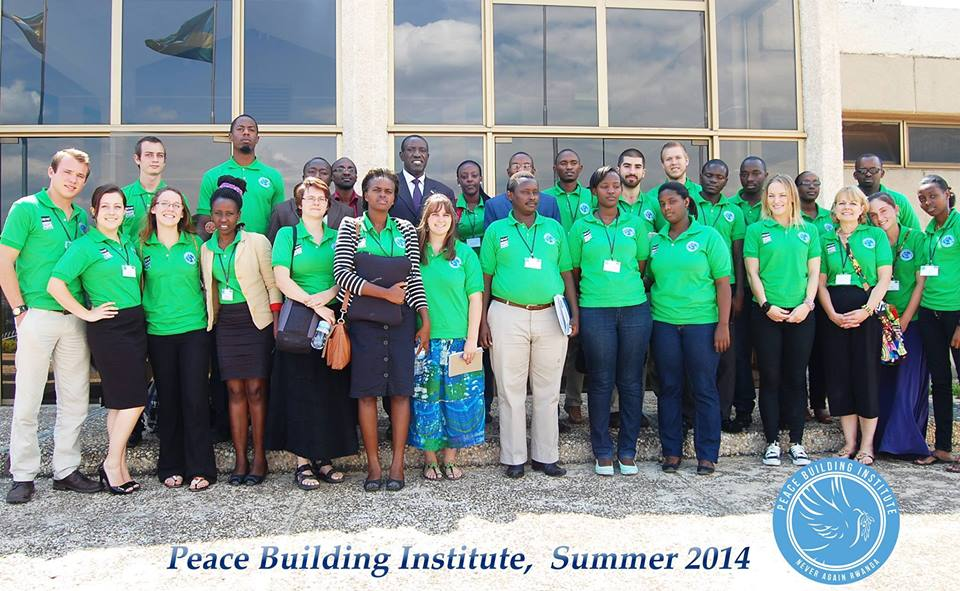 Peace Building Institute, Summer 2014
PEACE BUILDING INSTITUTE
NEVER AGAIN RWANDA